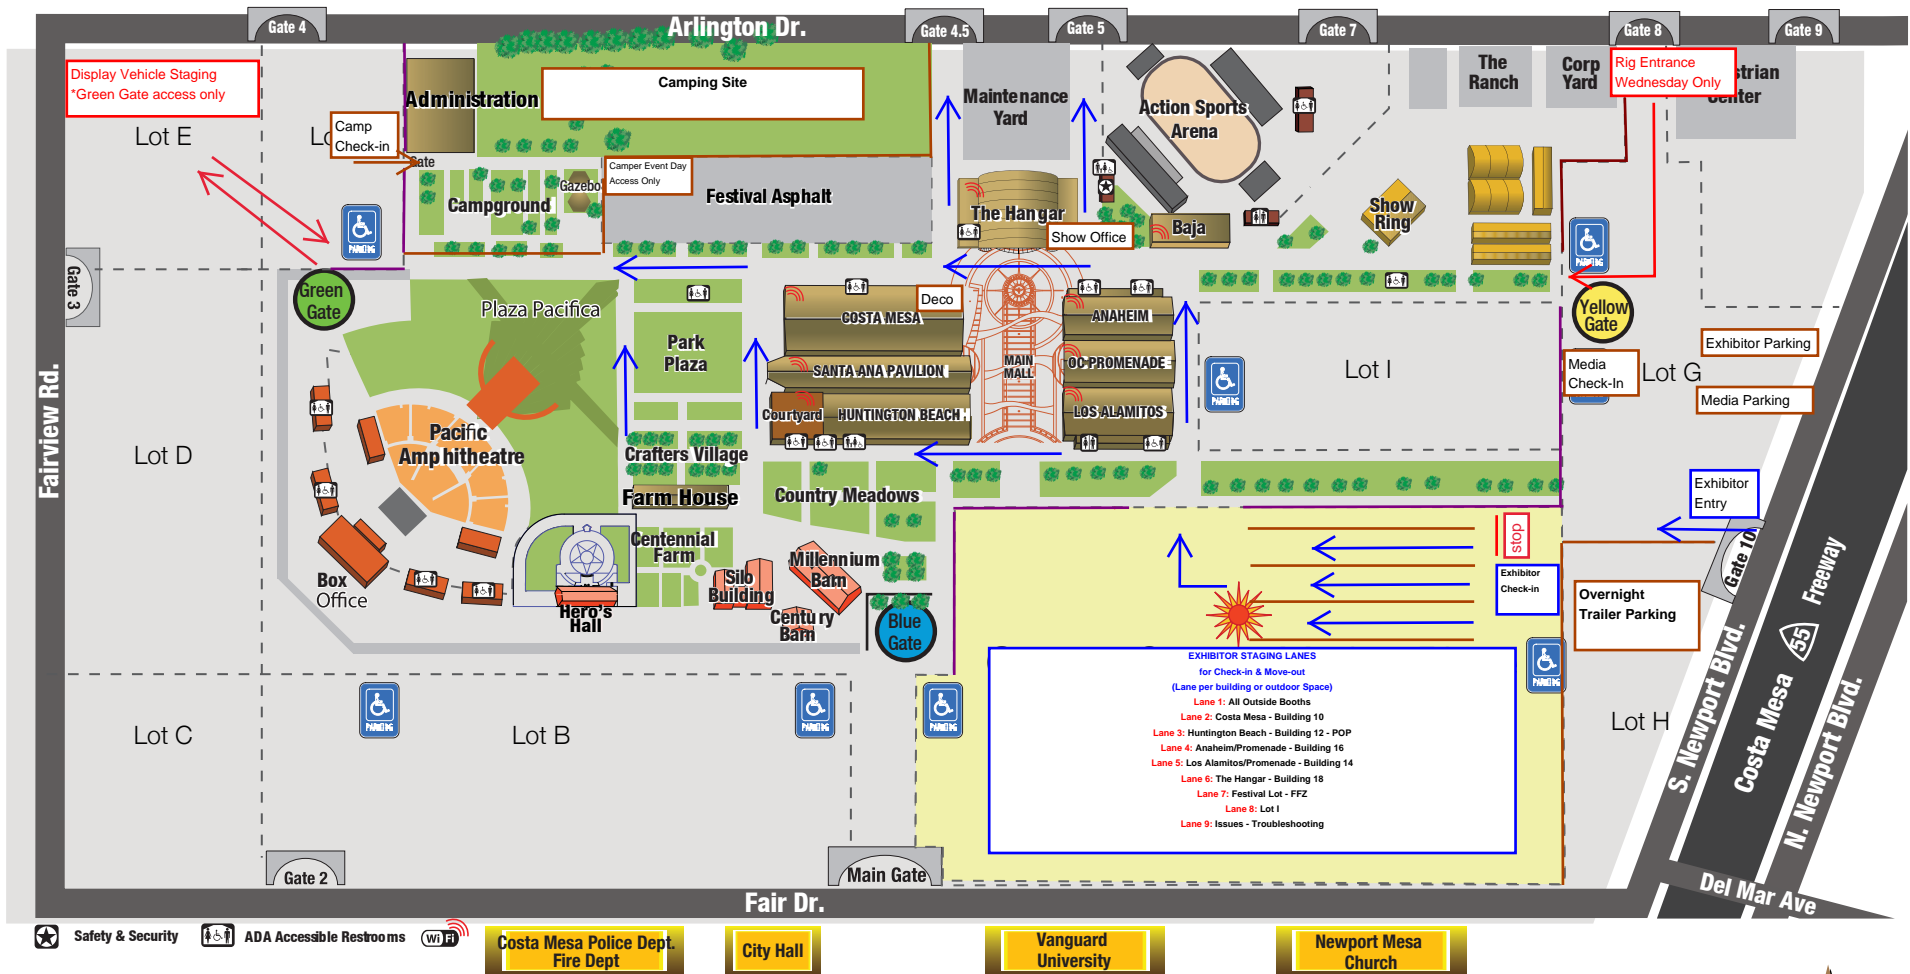 Gate 4
Arlington Dr.
Gate 4.5
Gate 5
Gate 7
Gate 8
Gate 9
Display Vehicle Staging
*Green Gate access only
Lot E
Camp
Check-in
Gate
Administration
Camping Site
Camper Event Day
Access Only
Campground
Gazebo
Festival Asphalt
Maintenance
Yard
The Hangar
Show Office
Action Sports
Arena
Baja
Show
Ring
The
Ranch
Corp
Yard
Rig Entrance
Wednesday Only
Center
Gate 3
Green
Gate
Plaza Pacifica
Park
Plaza
Deco
COSTA MESA
SANTA ANA PAVILION
Courtyard
HUNTINGTON BEACH
MAIN
MALL
ANAHEIM
OC PROMENADE
LOS ALAMITOS
Lot I
PARKING
Yellow
Gate
Media
Check-In
Lot G
Exhibitor Parking
Media Parking
Fairview Rd.
Lot D
Pacific
Amphitheatre
Crafters Village
Farm House
Country Meadows
Box
Office
Hero's
Hall
Centennial
Farm
Silo
Building
Millennium
Barn
Century
Barn
Blue
Gate
stop
Exhibitor
Check-in
Exhibitor
Entry
Gate 10
Overnight
Trailer Parking
Lot C
Lot B
PARKING
PARKING
PARKING
PARKING
PARKING
PARKING
EXHIBITOR STAGING LANES
for Check-in & Move-out
(Lane per building or outdoor Space)
Lane 1: All Outside Booths
Lane 2: Costa Mesa - Building 10
Lane 3: Huntington Beach - Building 12 - POP
Lane 4: Anaheim/Promenade - Building 16
Lane 5: Los Alamitos/Promenade - Building 14
Lane 6: The Hangar - Building 18
Lane 7: Festival Lot - FFZ
Lane 8: Lot I
Lane 9: Issues - Troubleshooting
Lot H
S. Newport Blvd.
Costa Mesa
55
Freeway
N. Newport Blvd.
Del Mar Ave
Gate 2
Main Gate
Fair Dr.
Safety & Security
ADA Accessible Restrooms
Wi Fi
Costa Mesa Police Dept.
Fire Dept
City Hall
Vanguard
University
Newport Mesa
Church